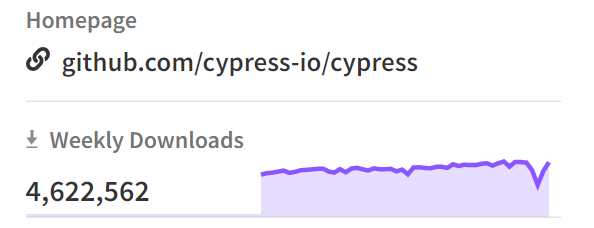 Homepage
github.com/cypress-io/cypress
Weekly Downloads
4,622,562